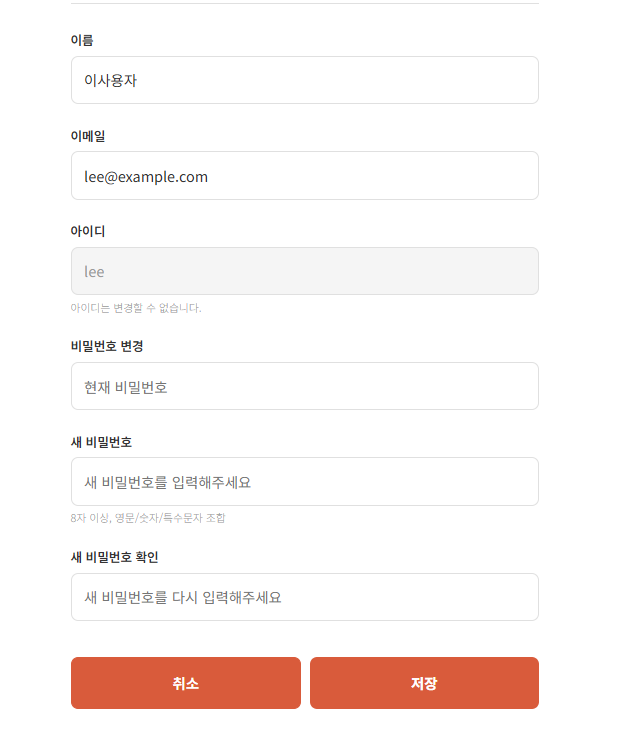 이름
이사용자
이메일
lee@example.com
아이디
lee
아이디는 변경할 수 없습니다.
비밀번호 변경
현재 비밀번호
새 비밀번호
새 비밀번호를 입력해주세요
8자 이상, 영문/숫자/특수문자 조합
새 비밀번호 확인
새 비밀번호를 다시 입력해주세요
취소 저장